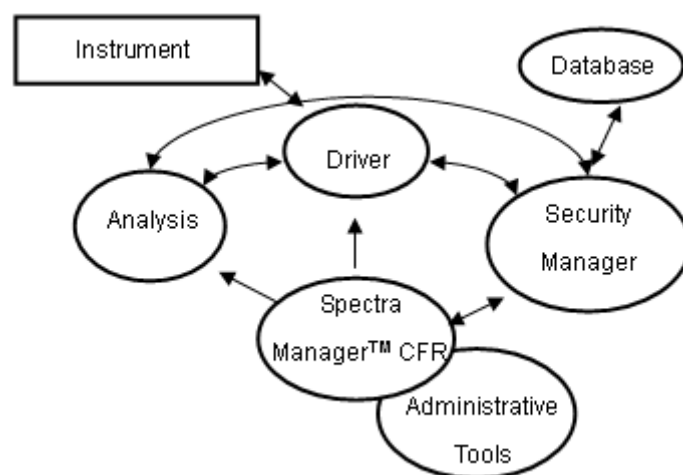 Instrument
Database
Driver
Analysis
Security
Manager
Spectra
Manager™ CFR
Administrative
Tools